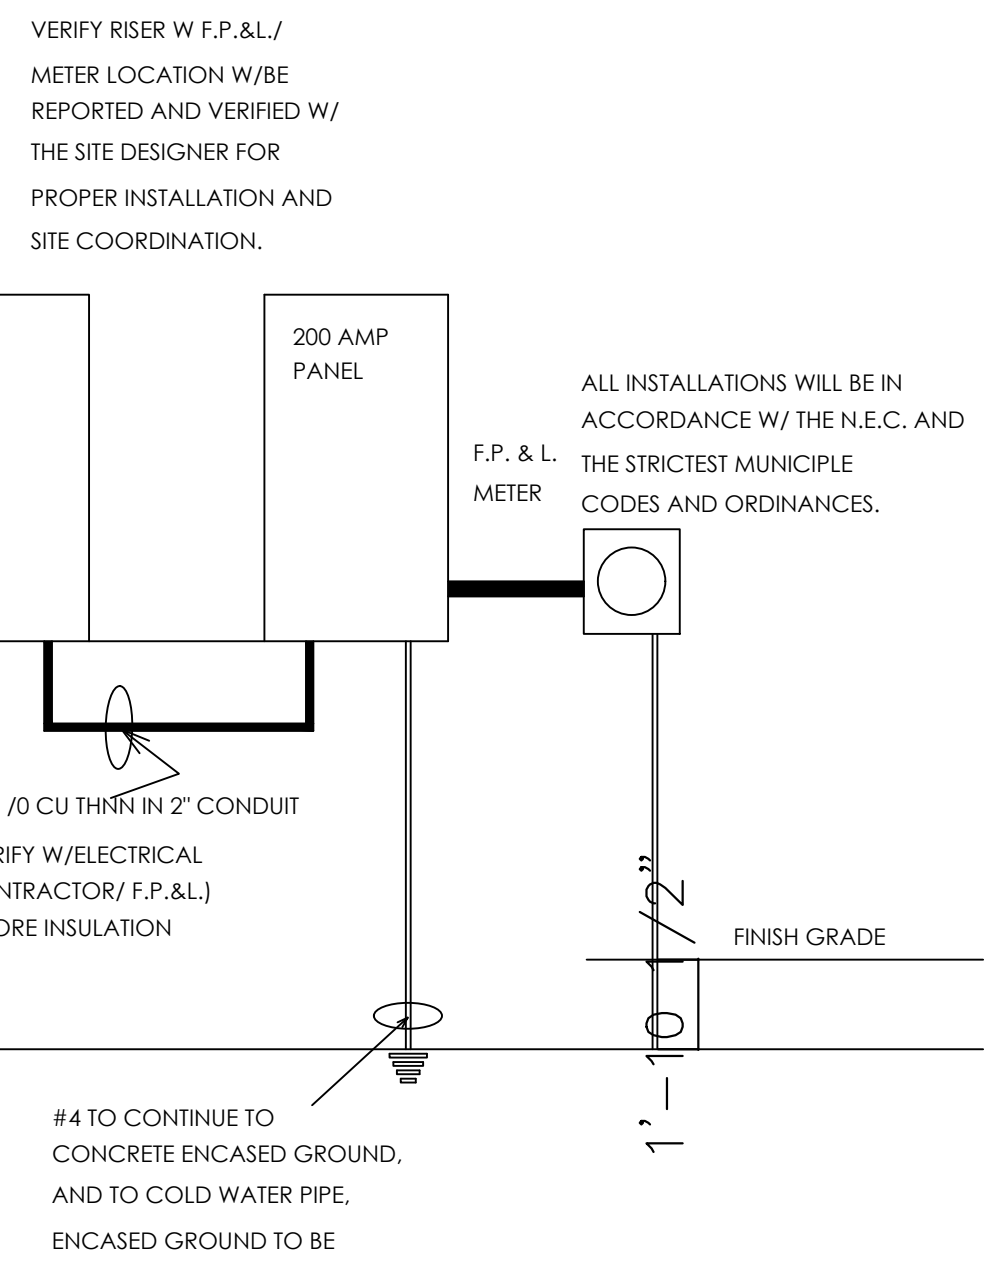 VERIFY RISER W F.P.&L./
METER LOCATION W/BE
REPORTED AND VERIFIED W/
THE SITE DESIGNER FOR
PROPER INSTALLATION AND
SITE COORDINATION.
200 AMP
PANEL
F.P. & L.
METER
ALL INSTALLATIONS WILL BE IN
ACCORDANCE W/ THE N.E.C. AND
THE STRICTEST MUNICIPLE
CODES AND ORDINANCES.
/0 CU THNN IN 2" CONDUIT
RIFY W/ELECTRICAL
NTRACTOR/ F.P.&L.)
ORE INSULATION
1'-10 1/2"
FINISH GRADE
#4 TO CONTINUE TO
CONCRETE ENCASED GROUND,
AND TO COLD WATER PIPE,
ENCASED GROUND TO BE